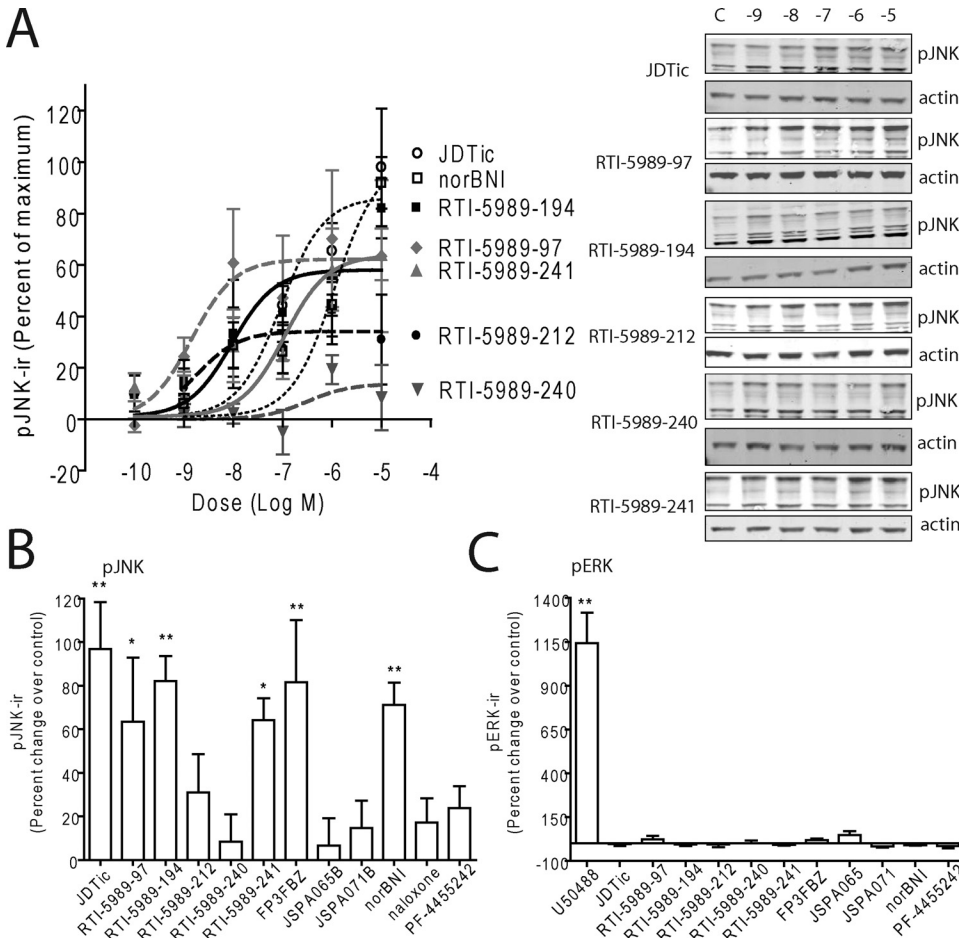 A
pJNK-ir (Percent of maximum)
120
100
80
60
40
20
0
-20
-10
-9
-8
-7
-6
-5
-4
Dose (Log M)
JDTic
norBNI
RTI-5989-194
RTI-5989-97
RTI-5989-241
RTI-5989-212
RTI-5989-240
C -9 -8 -7 -6 -5
JDTic
pJNK
actin
RTI-5989-97
pJNK
actin
RTI-5989-194
pJNK
actin
RTI-5989-212
pJNK
actin
RTI-5989-240
pJNK
actin
RTI-5989-241
pJNK
actin
B
pJNK
pJNK-ir
(Percent change over control)
120
100
80
60
40
20
0
**
*
**
*
**
**
JDTic
RTI-5989-97
RTI-5989-194
RTI-5989-212
RTI-5989-240
RTI-5989-241
FP3FBZ
JSPA065B
JSPA071B
norBNI
naloxone
PF-4455242
C
pERK
pERK-ir
(Percent change over control)
1400
1150
900
650
400
150
-100
**
U50488
JDTic
RTI-5989-97
RTI-5989-194
RTI-5989-212
RTI-5989-240
RTI-5989-241
FP3FBZ
JSPA065
JSPA071
norBNI
PF-4455242